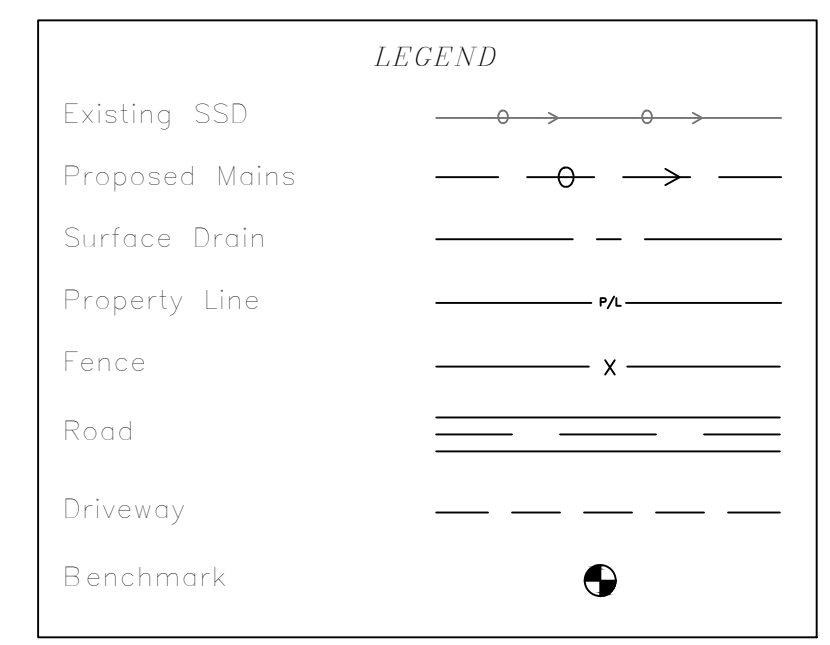 LEGEND
Existing SSD
Proposed Mains
Surface Drain
Property Line P/L
Fence X
Road
Driveway
Benchmark